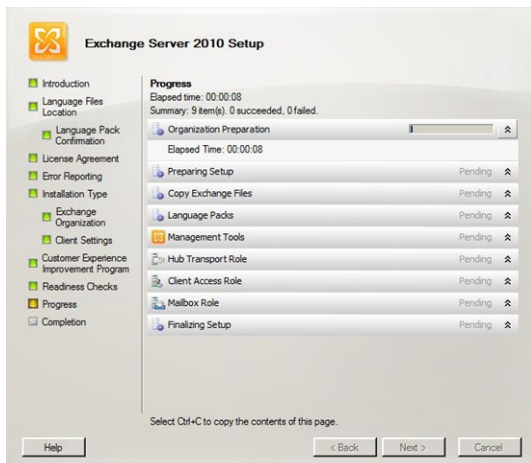 Exchange Server 2010 Setup
Introduction
Language Files
Location
Language Pack
Confirmation
License Agreement
Error Reporting
Installation Type
Exchange
Organization
Client Settings
Customer Experience
Improvement Program
Readiness Checks
Progress
Completion
Progress
Elapsed time: 00:00:08
Summary: 9 item(s). 0 succeeded, 0 failed.
Organization Preparation
Elapsed Time: 00:00:08
Preparing Setup Pending
Copy Exchange Files Pending
Language Packs Pending
Management Tools Pending
Hub Transport Role Pending
Client Access Role Pending
Mailbox Role Pending
Finalizing Setup Pending
Select Ctrl+C to copy the contents of this page.
Help < Back Next > Cancel